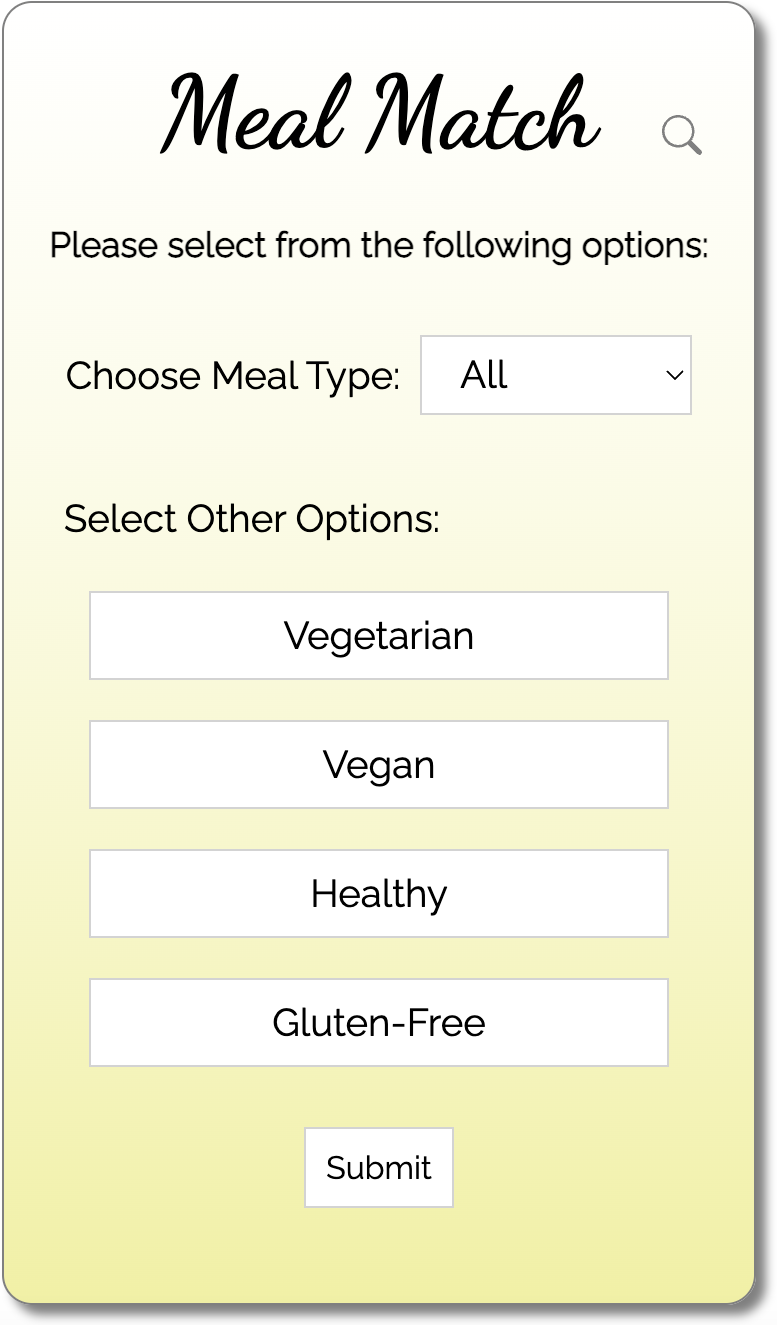 Meal Match
Please select from the following options:
Choose Meal Type: All
Select Other Options:
Vegetarian
Vegan
Healthy
Gluten-Free
Submit